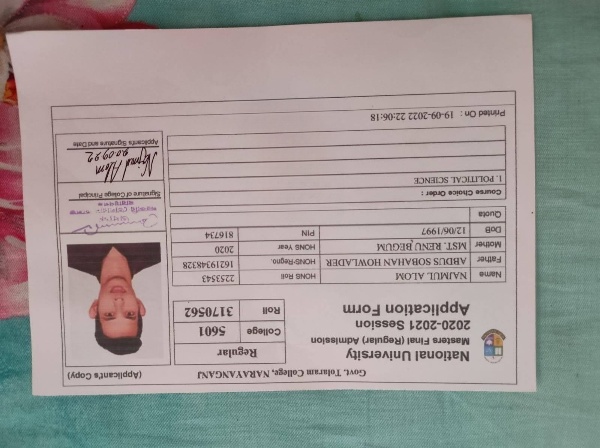 Govt. Tolaram College, NARAYANGANJ
(Applicant's Copy)
National University
Masters Final (Regular) Admission
2020-2021 Session
Application Form
Regular
College 5601
Roll 3170562
Name NAJMUL ALOM HONS Roll 2253543
Father ABDUS SOBAHAN HOWLADER HONS-Regno. 16219348328
Mother MST. RENU BEGUM HONS Year 2020
DoB 12/06/1997 PIN 816734
Quota
Course Choice Order :
1. POLITICAL SCIENCE
Signature of College Principal
Najmul Alom
20.09.22
Applicant's Signature and Date
Printed On : 19-09-2022 22:06:18